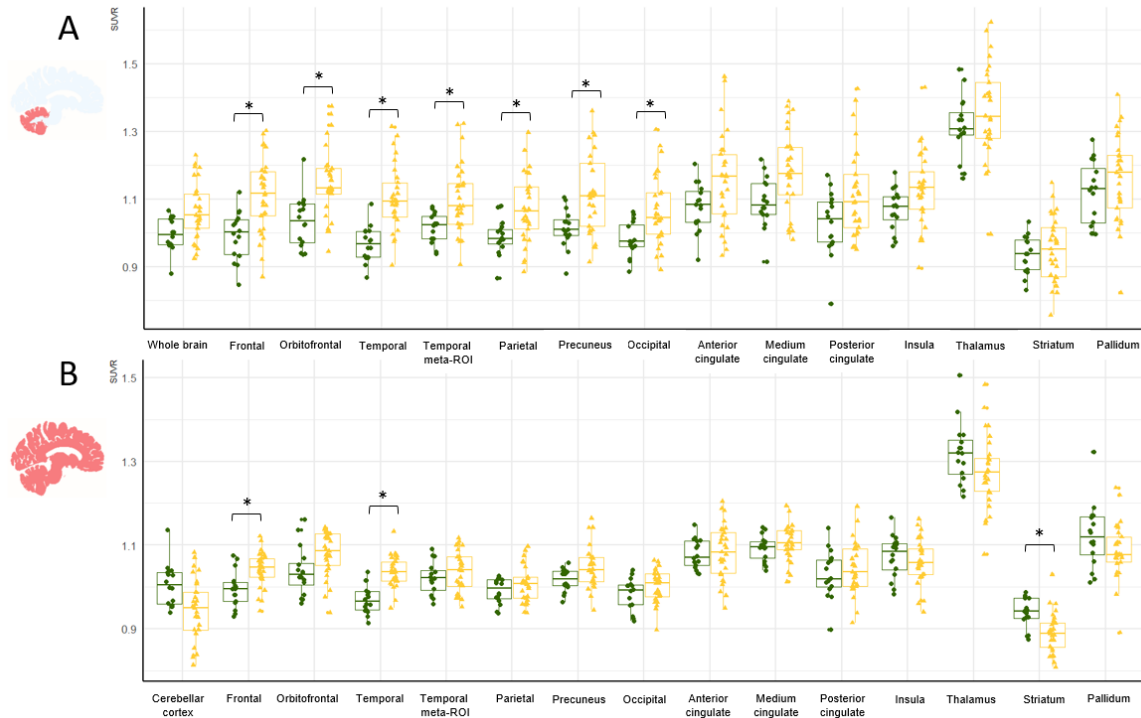 A
SUVR
1.5
1.3
1.1
0.9
* * * * * * * *
Whole brain Frontal Orbitofrontal Temporal Temporal meta-ROI Parietal Precuneus Occipital Anterior cingulate Medium cingulate Posterior cingulate Insula Thalamus Striatum Pallidum
B
SUVR
1.5
1.3
1.1
0.9
* * *
Cerebellar cortex Frontal Orbitofrontal Temporal Temporal meta-ROI Parietal Precuneus Occipital Anterior cingulate Medium cingulate Posterior cingulate Insula Thalamus Striatum Pallidum